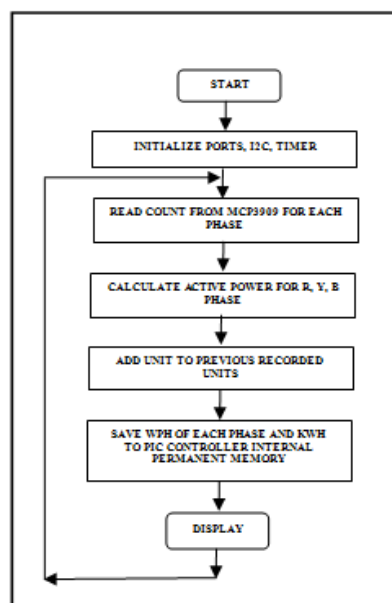 START
INITIALIZE PORTS, I2C, TIMER
READ COUNT FROM MCP3909 FOR EACH
PHASE
CALCULATE ACTIVE POWER FOR R, Y, B
PHASE
ADD UNIT TO PREVIOUS RECORDED
UNITS
SAVE WPH OF EACH PHASE AND KWH
TO PIC CONTROLLER INTERNAL
PERMANENT MEMORY
DISPLAY